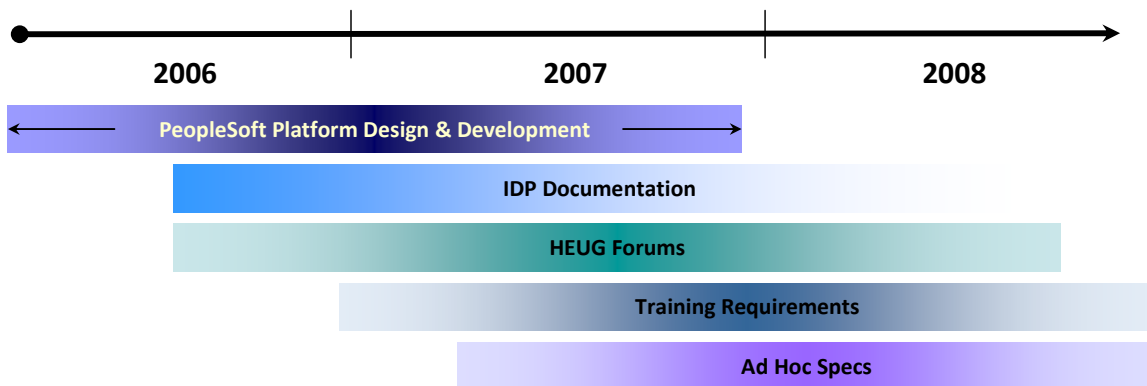 2006 2007 2008
PeopleSoft Platform Design & Development
IDP Documentation
HEUG Forums
Training Requirements
Ad Hoc Specs